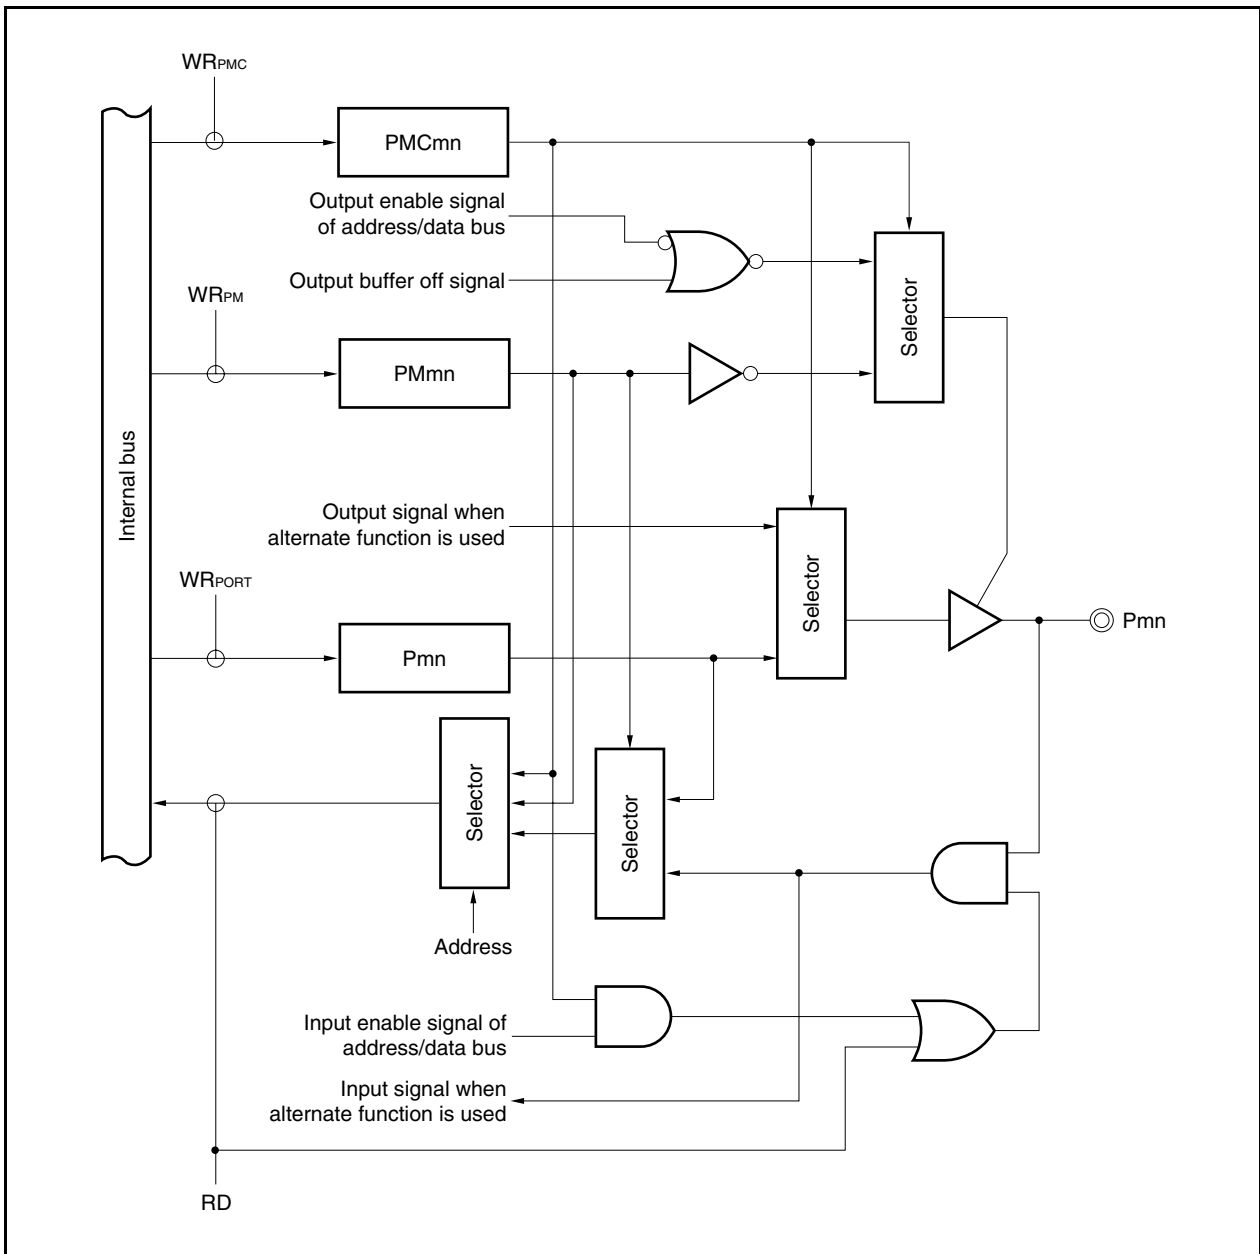 WRPMC
PMCmn
Output enable signal
of address/data bus
Output buffer off signal
Selector
WRPM
PMmn
Internal bus
Output signal when
alternate function is used
Selector
WRPORT
Pmn
Pmn
Selector
Selector
Address
Input enable signal of
address/data bus
Input signal when
alternate function is used
RD